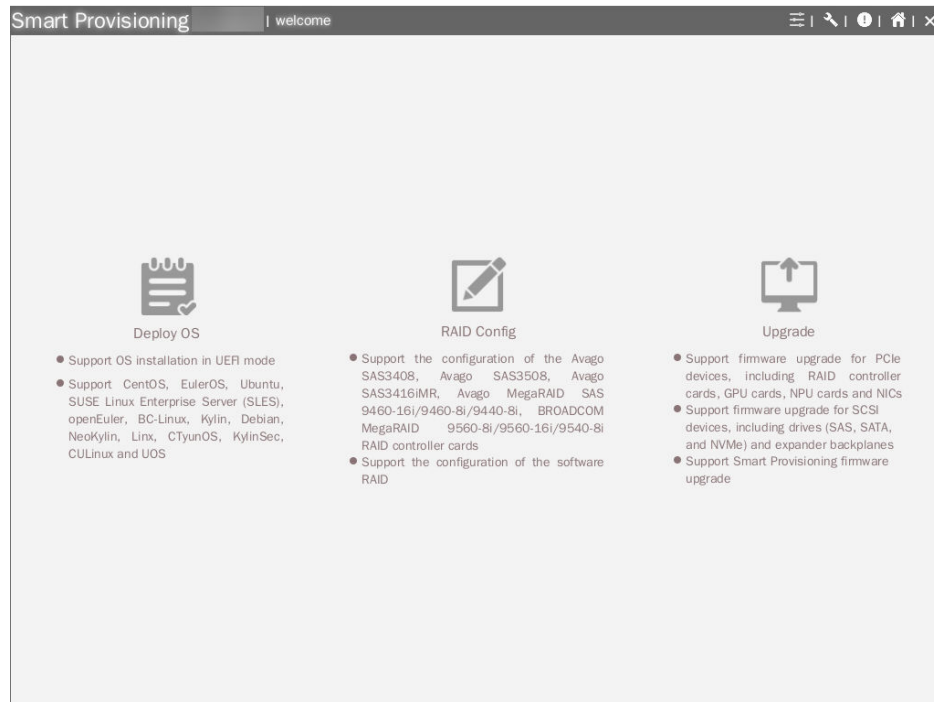 Smart Provisioning | welcome
Deploy OS
● Support OS installation in UEFI mode
● Support CentOS, EulerOS, Ubuntu,
SUSE Linux Enterprise Server (SLES),
openEuler, BC-Linux, Kylin, Debian,
NeoKylin, Linx, CTyunOS, KylinSec,
CULinux and UOS
RAID Config
● Support the configuration of the Avago
SAS3408, Avago SAS3508, Avago
SAS3416iMR, Avago MegaRAID SAS
9460-16i/9460-8i/9440-8i, BROADCOM
MegaRAID 9560-8i/9560-16i/9540-8i
RAID controller cards
● Support the configuration of the software
RAID
Upgrade
● Support firmware upgrade for PCIe
devices, including RAID controller
cards, GPU cards, NPU cards and NICs
● Support firmware upgrade for SCSI
devices, including drives (SAS, SATA,
and NVMe) and expander backplanes
● Support Smart Provisioning firmware
upgrade